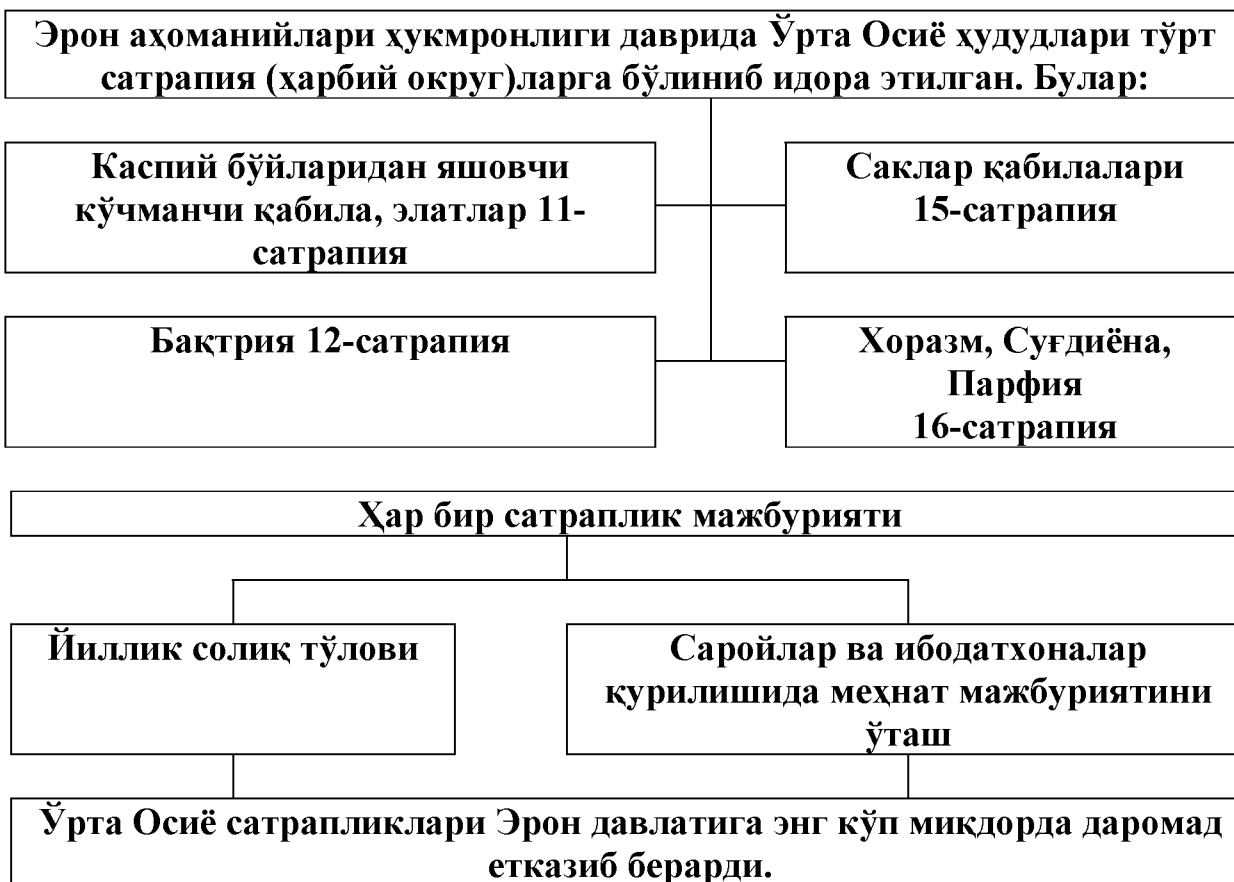 Эрон аҳоманийлари ҳукмронлиги даврида Ўрта Осиё ҳудудлари тўрт
сатрапия (ҳарбий округ)ларга бўлиниб идора этилган. Булар:
Каспий бўйларидан яшовчи
кўчманчи қабила, элатлар 11-
сатрапия
Саклар қабилалари
15-сатрапия
Бақтрия 12-сатрапия
Хоразм, Суғдиёна,
Парфия
16-сатрапия
Ҳар бир сатраплик мажбурияти
Йиллик солиқ тўлови
Саройлар ва ибодатхоналар
қурилишида меҳнат мажбуриятини
ўташ
Ўрта Осиё сатрапликлари Эрон давлатига энг кўп миқдорда даромад
етказиб берарди.